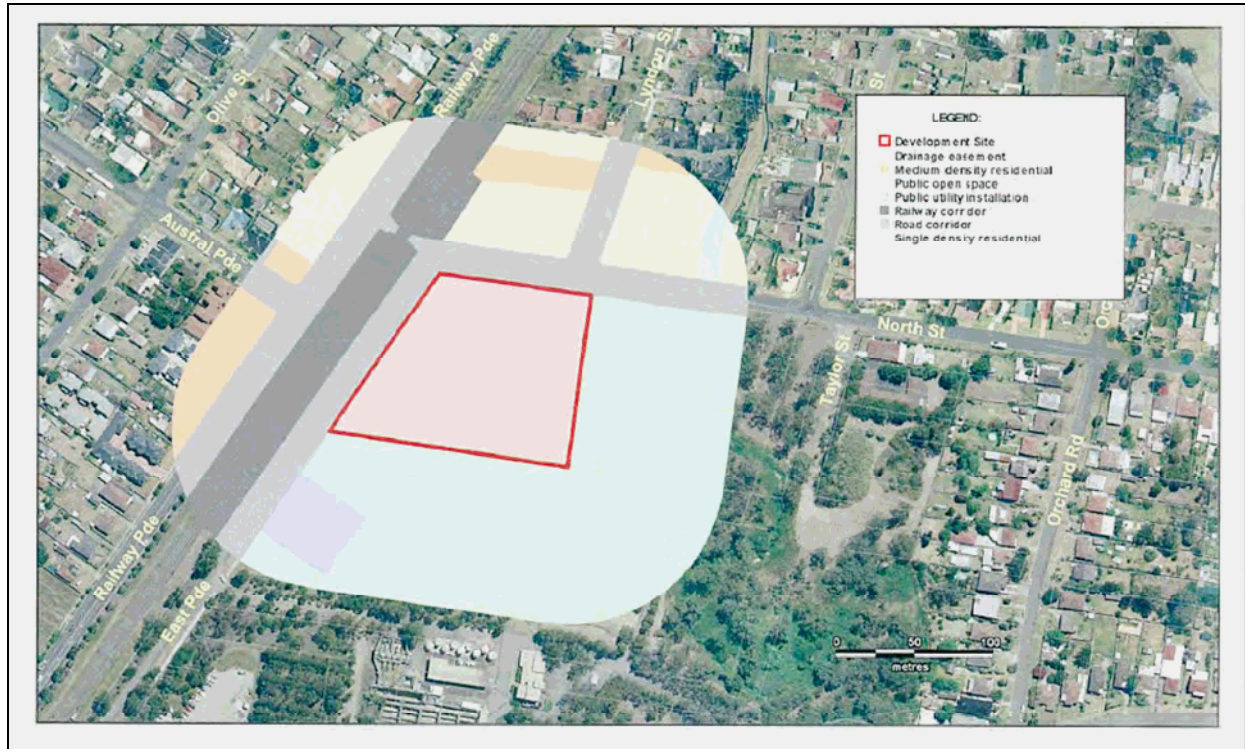 Railway Pde
Lyndon St
Olive St
St
LEGEND:
Development Site
Drainage easement
Medium density residential
Public open space
Public utility installation
Railway corridor
Road corridor
Single density residential
Austral Pde
North St
Orc
Taylor St
Orchard Rd
Railway Pde
East Pde
0 50 100
metres